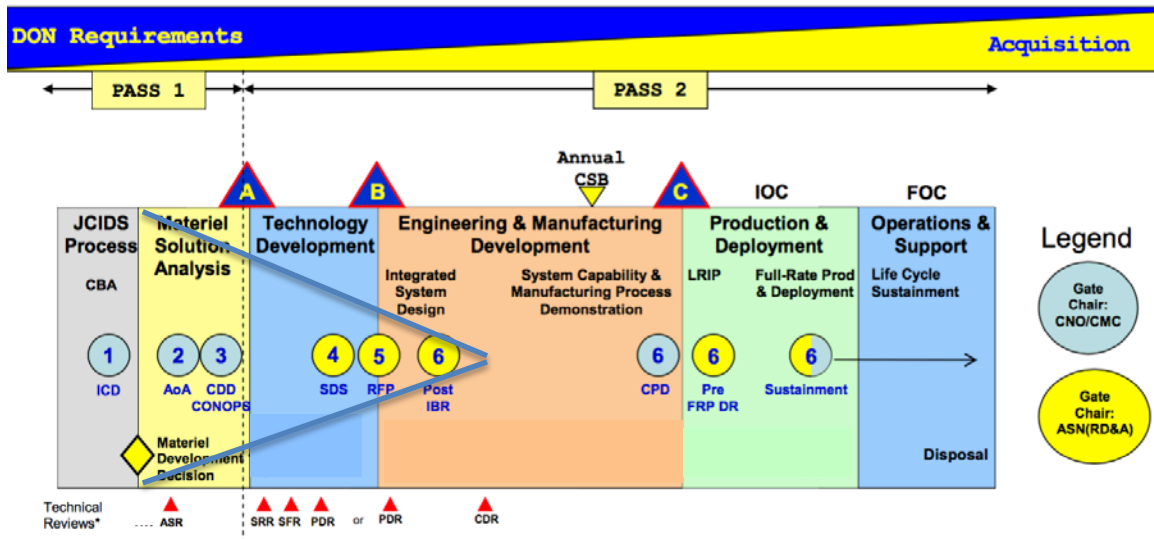 DON Requirements
Acquisition
PASS 1
PASS 2
Annual
CSB
A
B
C
IOC
FOC
JCIDS
Process
CBA
Materiel
Solution
Analysis
Technology
Development
Engineering & Manufacturing
Development
Integrated
System
Design
System Capability &
Manufacturing Process
Demonstration
Production &
Deployment
LRIP
Full-Rate Prod
& Deployment
Operations &
Support
Life Cycle
Sustainment
1
ICD
2
AoA
3
CDD
CONOPS
4
SDS
5
RFP
6
Post
IBR
6
CPD
6
Pre
FRP DR
6
Sustainment
Materiel
Development
Decision
Disposal
Technical
Reviews*
.... ASR
SRR SFR PDR or PDR
CDR
Legend
Gate
Chair:
CNO/CMC
Gate
Chair:
ASN(RD&A)